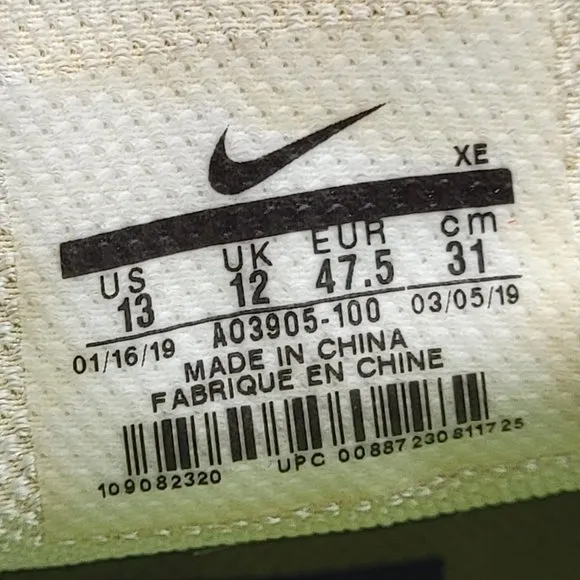 XE
US UK EUR cm
13 12 47.5 31
01/16/19 AO3905-100 03/05/19
MADE IN CHINA
FABRIQUE EN CHINE
109082320 UPC 00887230811725